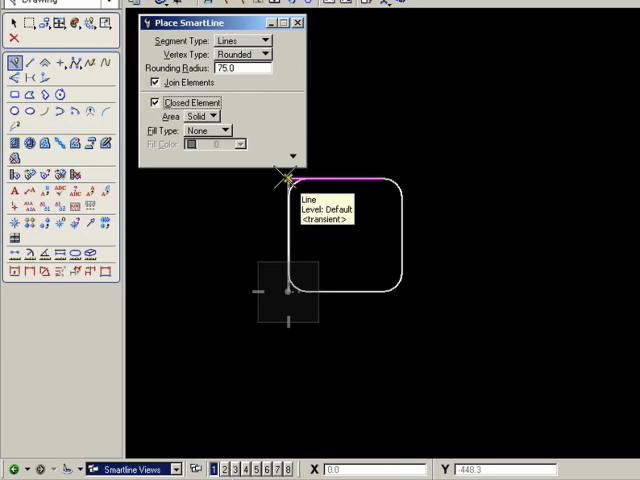 Drawing
Place SmartLine
Segment Type: Lines
Vertex Type: Rounded
Rounding Radius: 75.0
Join Elements
Closed Element
Area Solid
Fill Type: None
Fill Color: 0
Line
Level: Default
<transient>
Smartline Views
1 2 3 4 5 6 7 8
X 0.0
Y -448.3